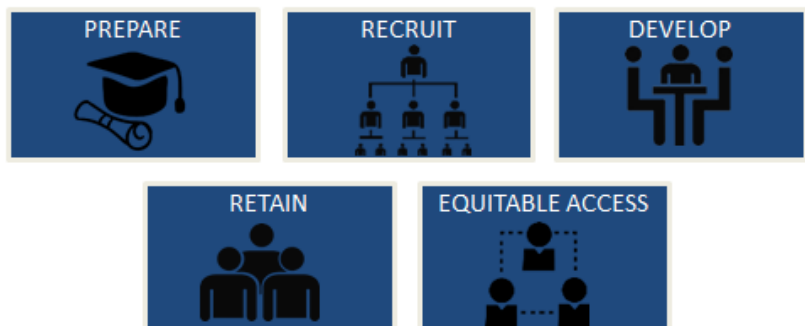 PREPARE
RECRUIT
DEVELOP
RETAIN
EQUITABLE ACCESS